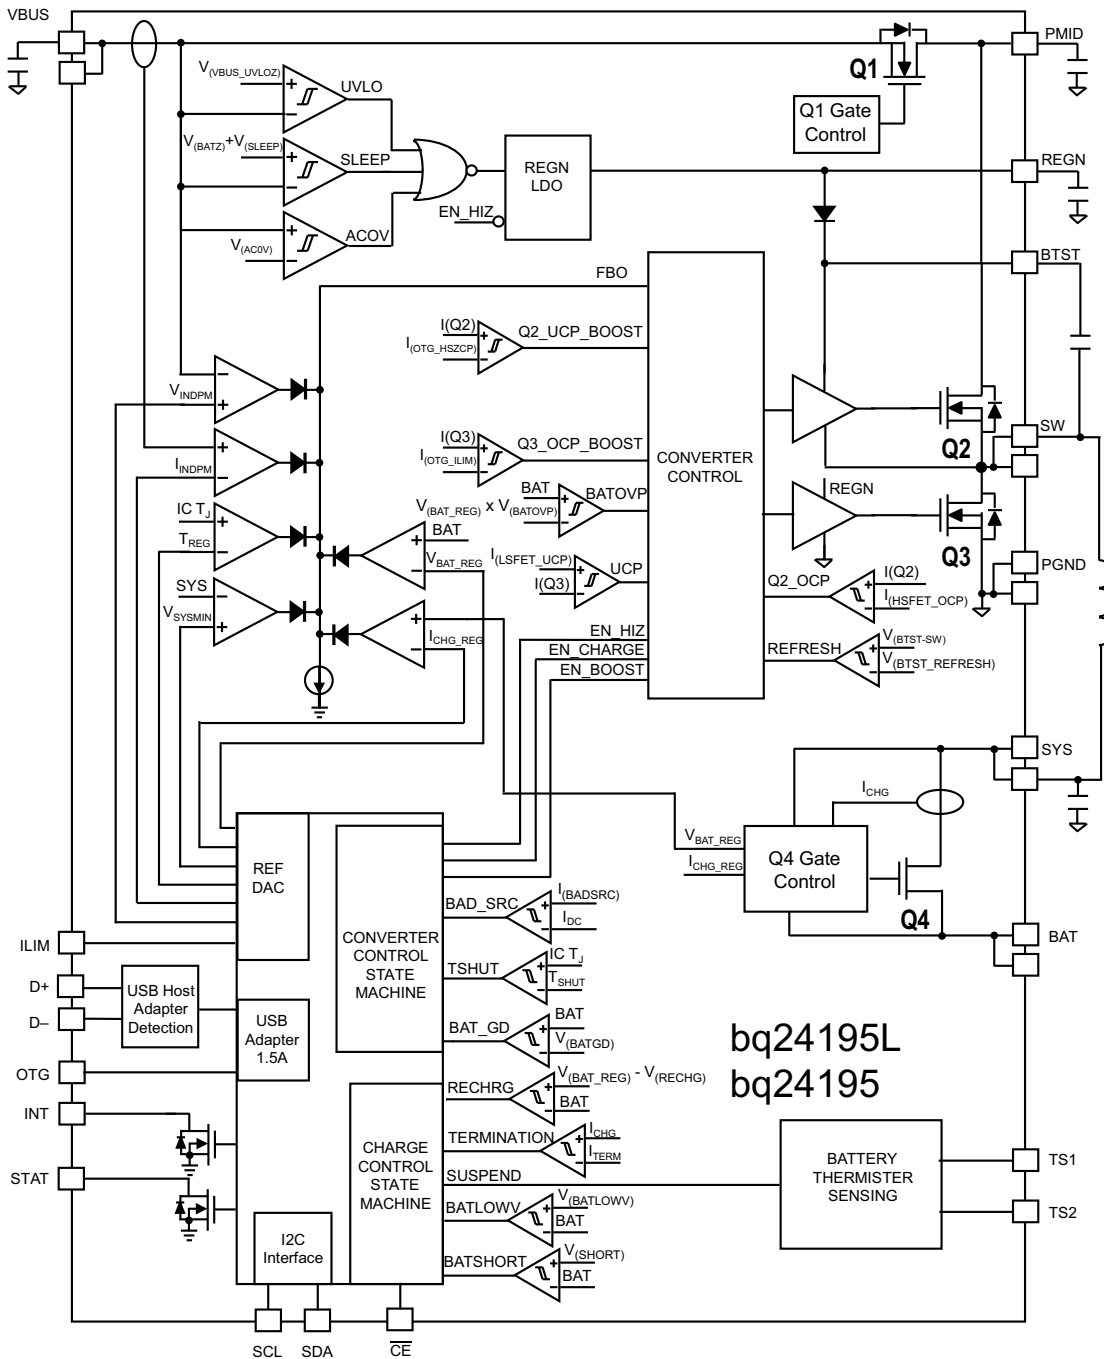 VBUS
PMID
Q1
Q1 Gate
Control
V(VBUS_UVLOZ)
UVLO
V(BATZ)+V(SLEEP)
SLEEP
V(AC0V)
ACOV
EN_HIZ
REGN
LDO
REGN
BTST
FBO
I(Q2)
I(OTG_HSZCP)
Q2_UCP_BOOST
VINDPM
I(Q3)
I(OTG_ILIM)
Q3_OCP_BOOST
IINDPM
CONVERTER
CONTROL
Q2
SW
BAT
V(BAT_REG) x V(BATOVP)
BATOVP
REGN
Q3
IC TJ
TREG
BAT
VBAT_REG
I(LSFET_UCP)
I(Q3)
UCP
PGND
Q2_OCP
I(Q2)
I(HSFET_OCP)
SYS
VSYSMIN
ICHG_REG
EN_HIZ
EN_CHARGE
EN_BOOST
REFRESH
V(BTST-SW)
V(BTST_REFRESH)
SYS
ICHG
VBAT_REG
ICHG_REG
Q4 Gate
Control
Q4
BAT
REF
DAC
CONVERTER
CONTROL
STATE
MACHINE
BAD_SRC
I(BADSRC)
IDC
TSHUT
IC TJ
TSHUT
BAT_GD
BAT
V(BATGD)
ILIM
D+
D–
USB Host
Adapter
Detection
USB
Adapter
1.5A
OTG
INT
STAT
bq24195L
bq24195
RECHRG
V(BAT_REG) - V(RECHG)
BAT
CHARGE
CONTROL
STATE
MACHINE
TERMINATION
ICHG
ITERM
SUSPEND
BATLOWV
V(BATLOWV)
BAT
BATSHORT
V(SHORT)
BAT
BATTERY
THERMISTER
SENSING
TS1
TS2
I2C
Interface
SCL
SDA
CE